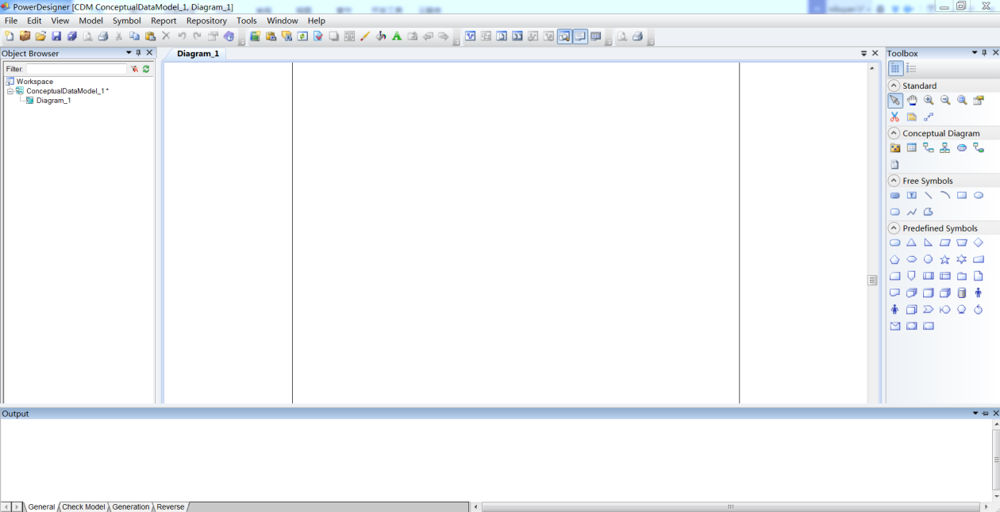 PowerDesigner [CDM ConceptualDataModel_1, Diagram_1]
File Edit View Model Symbol Report Repository Tools Window Help
Object Browser
Diagram_1
Toolbox
Filter:
Workspace
ConceptualDataModel_1 *
Diagram_1
Standard
Conceptual Diagram
Free Symbols
Predefined Symbols
Output
General Check Model Generation Reverse